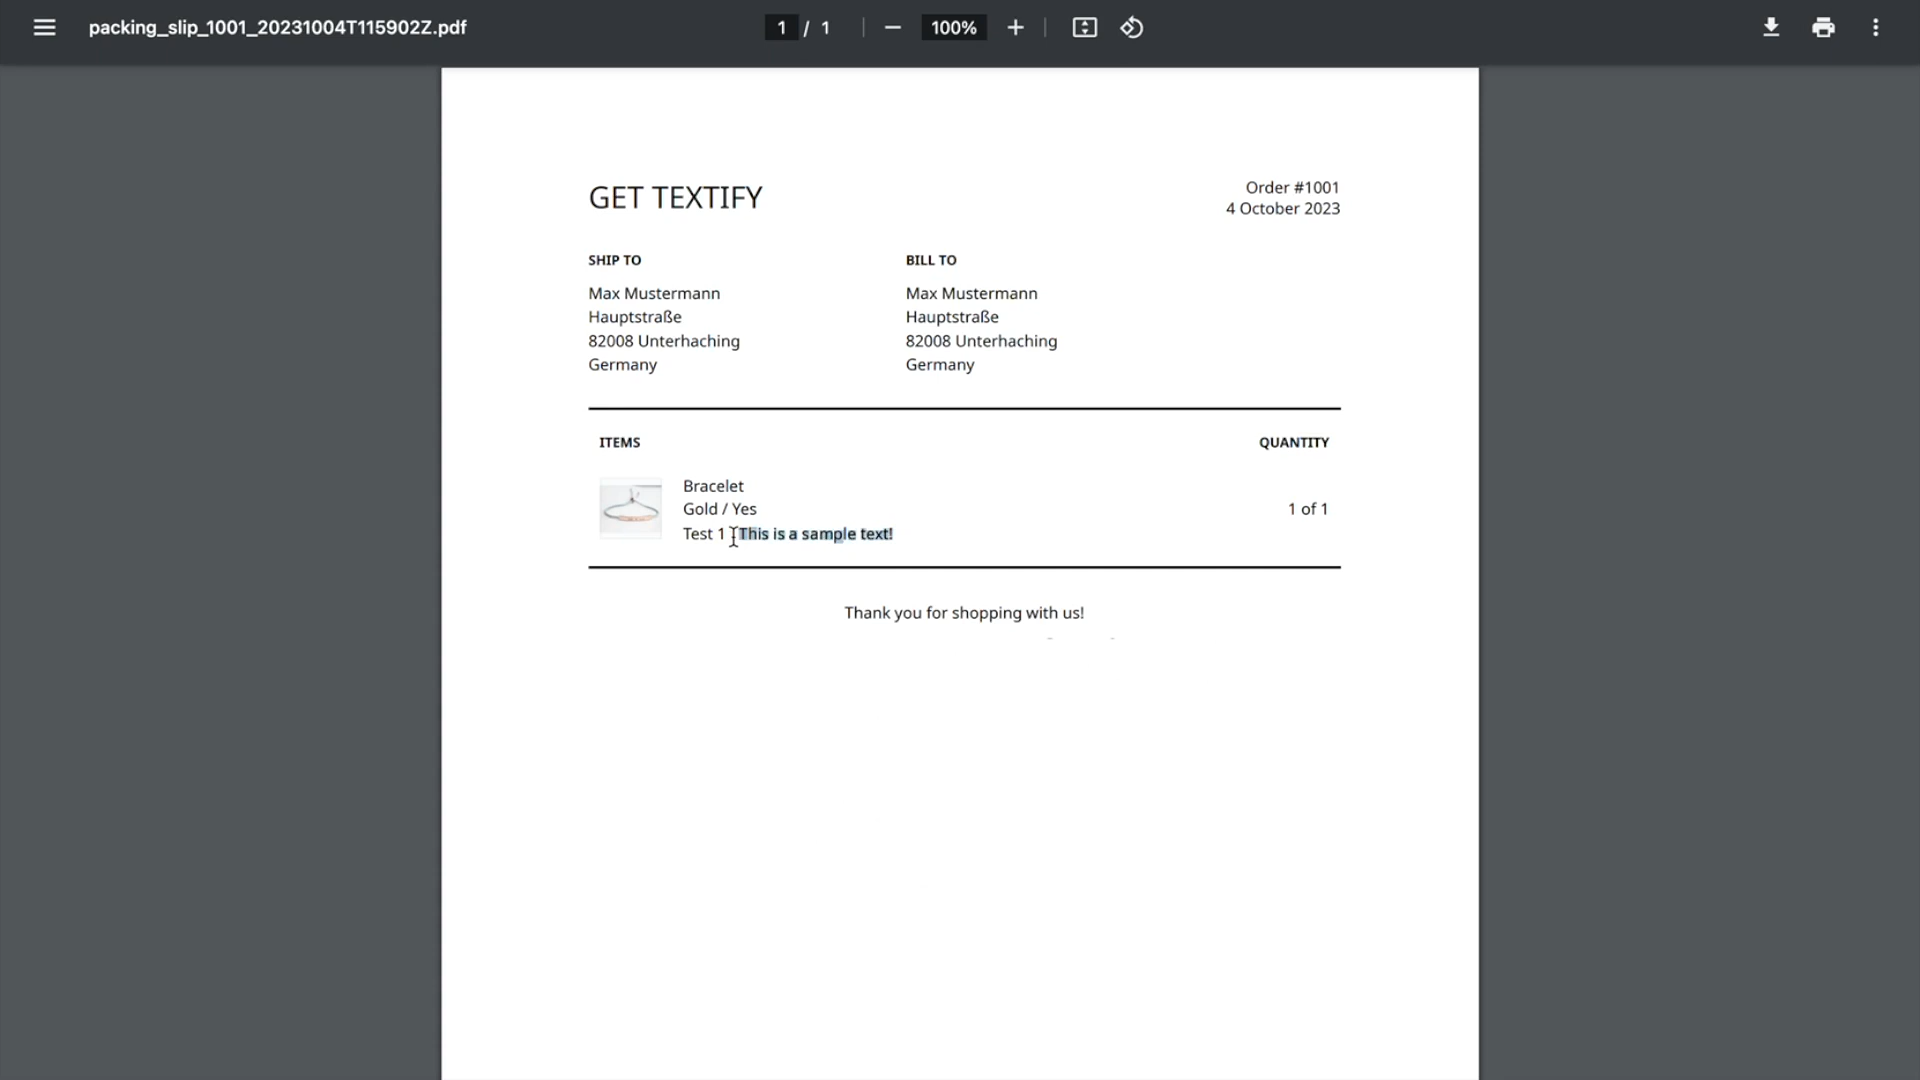 packing_slip_1001_20231004T115902Z.pdf
1 / 1
100%
GET TEXTIFY
Order #1001
4 October 2023
SHIP TO
Max Mustermann
Hauptstraße
82008 Unterhaching
Germany
BILL TO
Max Mustermann
Hauptstraße
82008 Unterhaching
Germany
ITEMS
QUANTITY
Bracelet
Gold / Yes
1 of 1
Test 1 This is a sample text!
Thank you for shopping with us!